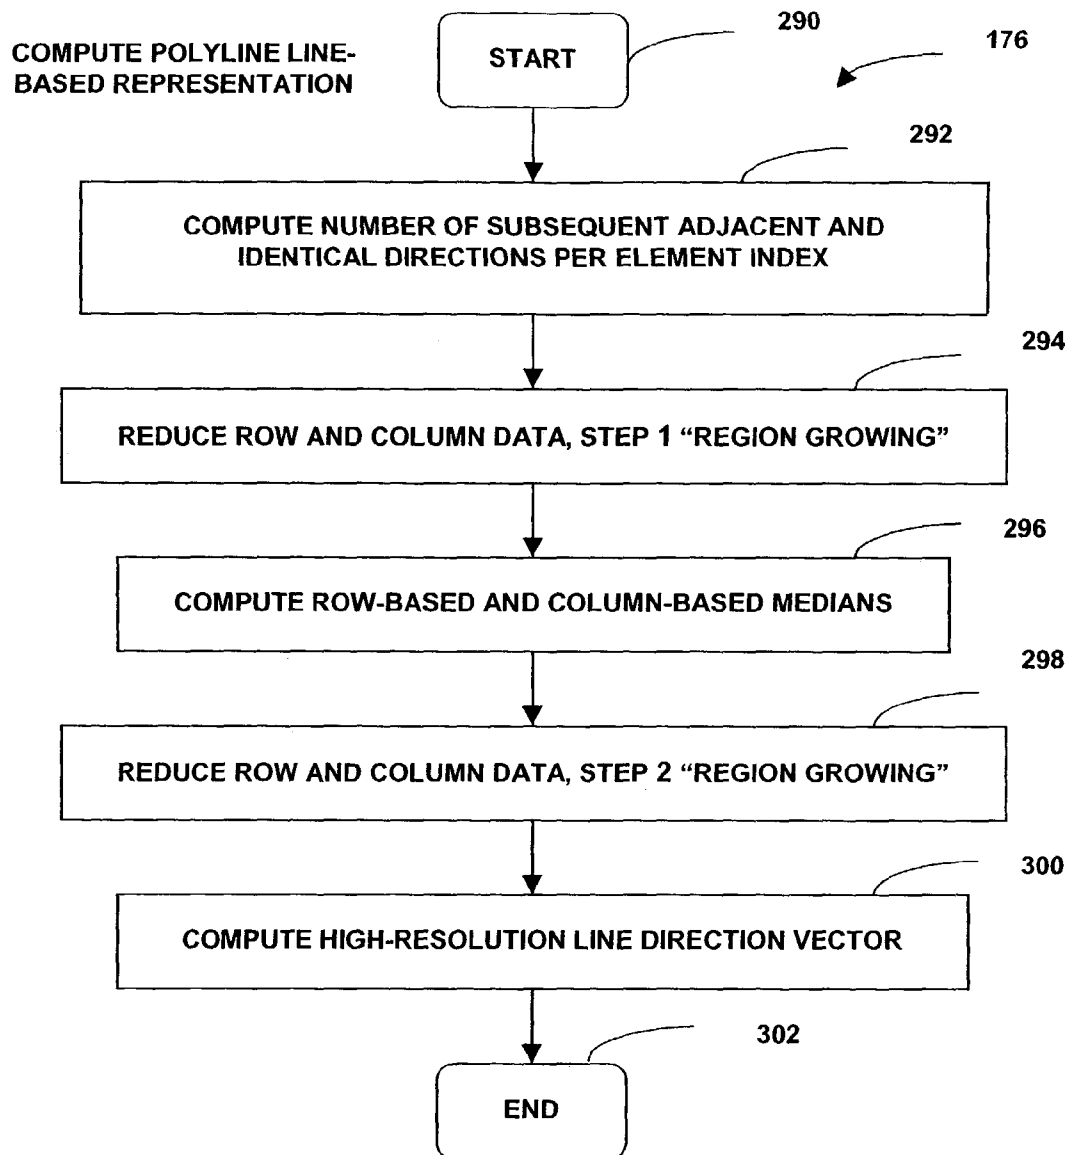 290
176
COMPUTE POLYLINE LINE-
BASED REPRESENTATION
START
292
COMPUTE NUMBER OF SUBSEQUENT ADJACENT AND
IDENTICAL DIRECTIONS PER ELEMENT INDEX
294
REDUCE ROW AND COLUMN DATA, STEP 1 “REGION GROWING”
296
COMPUTE ROW-BASED AND COLUMN-BASED MEDIANS
298
REDUCE ROW AND COLUMN DATA, STEP 2 “REGION GROWING”
300
COMPUTE HIGH-RESOLUTION LINE DIRECTION VECTOR
302
END